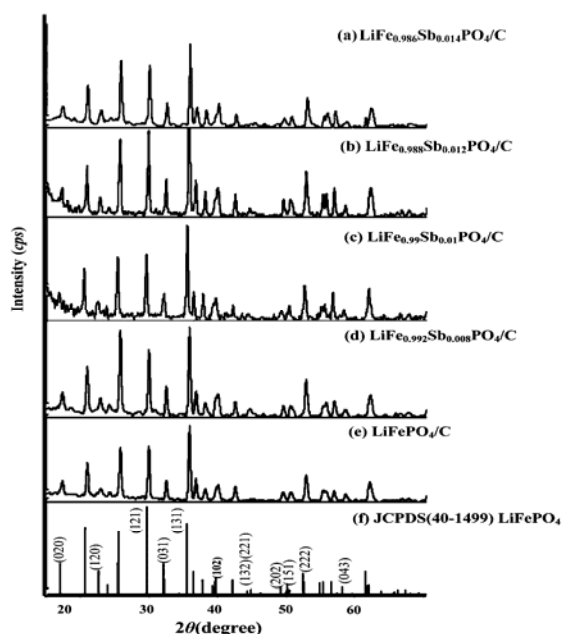 (a) LiFe0.986Sb0.014PO4/C
(b) LiFe0.988Sb0.012PO4/C
(c) LiFe0.99Sb0.01PO4/C
(d) LiFe0.992Sb0.008PO4/C
(e) LiFePO4/C
(f) JCPDS(40-1499) LiFePO4
Intensity (cps)
(020)
(120)
(121)
(031)
(131)
(102)
(132)(221)
(202)
(151)
(222)
(043)
20 30 40 50 60
2θ(degree)